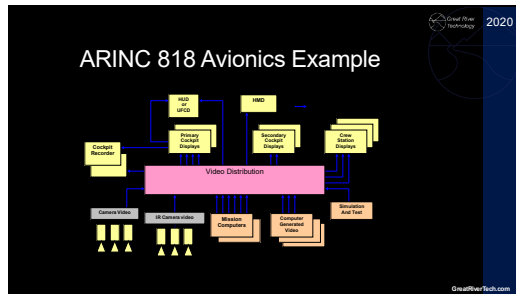 Great River
Technology
2020
ARINC 818 Avionics Example
HUD
or
UFCD
HMD
Primary
Cockpit
Displays
Secondary
Cockpit
Displays
Crew
Station
Displays
Cockpit
Recorder
Video Distribution
Camera Video
IR Camera video
Mission
Computers
Computer
Generated
Video
Simulation
And Test
GreatRiverTech.com